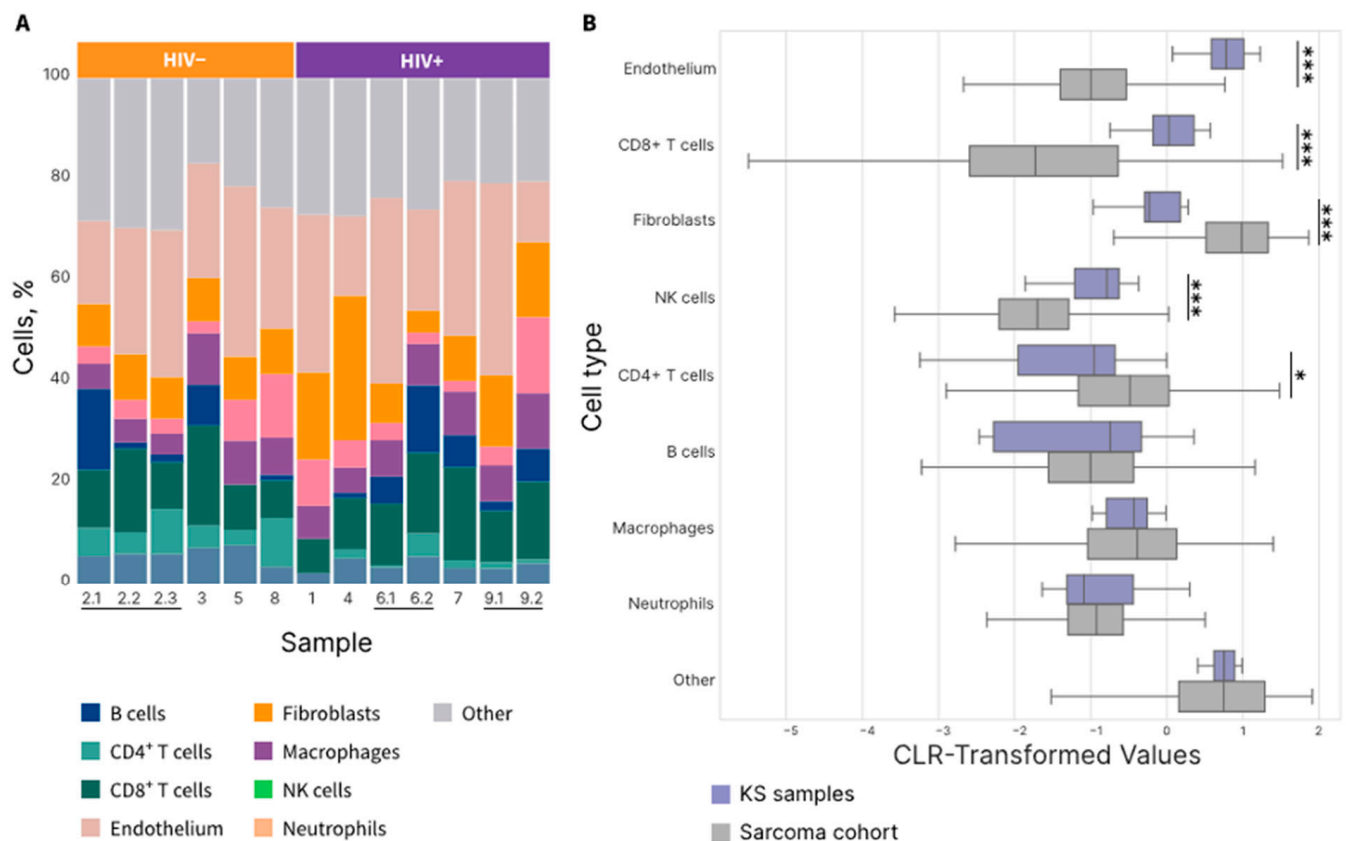 A
HIV−
HIV+
100
80
60
40
20
0
Cells, %
2.1 2.2 2.3 3 5 8 1 4 6.1 6.2 7 9.1 9.2
Sample
B cells
CD4+ T cells
CD8+ T cells
Endothelium
Fibroblasts
Macrophages
NK cells
Neutrophils
Other
B
Cell type
Endothelium
****
CD8+ T cells
****
Fibroblasts
***
NK cells
***
CD4+ T cells
*
B cells
Macrophages
Neutrophils
Other
−5 −4 −3 −2 −1 0 1 2
CLR-Transformed Values
KS samples
Sarcoma cohort